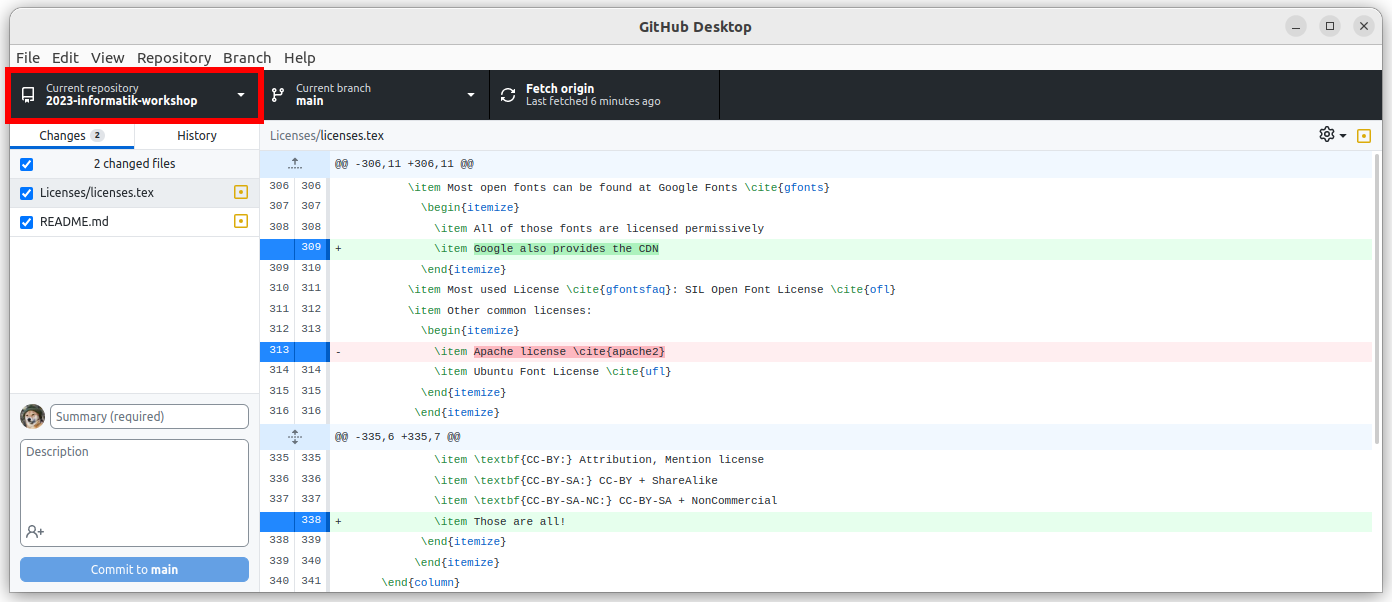 GitHub Desktop
File Edit View Repository Branch Help
Current repository
2023-informatik-workshop
Current branch
main
Fetch origin
Last fetched 6 minutes ago
Changes 2
History
2 changed files
Licenses/licenses.tex
README.md
Summary (required)
Description
Commit to main
Licenses/licenses.tex
@@ -306,11 +306,11 @@
306 306 \item Most open fonts can be found at Google Fonts \cite{gfonts}
307 307 \begin{itemize}
308 308 \item All of those fonts are licensed permissively
309 + \item Google also provides the CDN
309 310 \end{itemize}
310 311 \item Most used License \cite{gfontsfaq}: SIL Open Font License \cite{ofl}
311 312 \item Other common licenses:
312 313 \begin{itemize}
313 - \item Apache license \cite{apache2}
314 314 \item Ubuntu Font License \cite{ufl}
315 315 \end{itemize}
316 316 \end{itemize}
@@ -335,6 +335,7 @@
335 335 \item \textbf{CC-BY:} Attribution, Mention license
336 336 \item \textbf{CC-BY-SA:} CC-BY + ShareAlike
337 337 \item \textbf{CC-BY-SA-NC:} CC-BY-SA + NonCommercial
338 + \item Those are all!
338 339 \end{itemize}
339 340 \end{itemize}
340 341 \end{column}